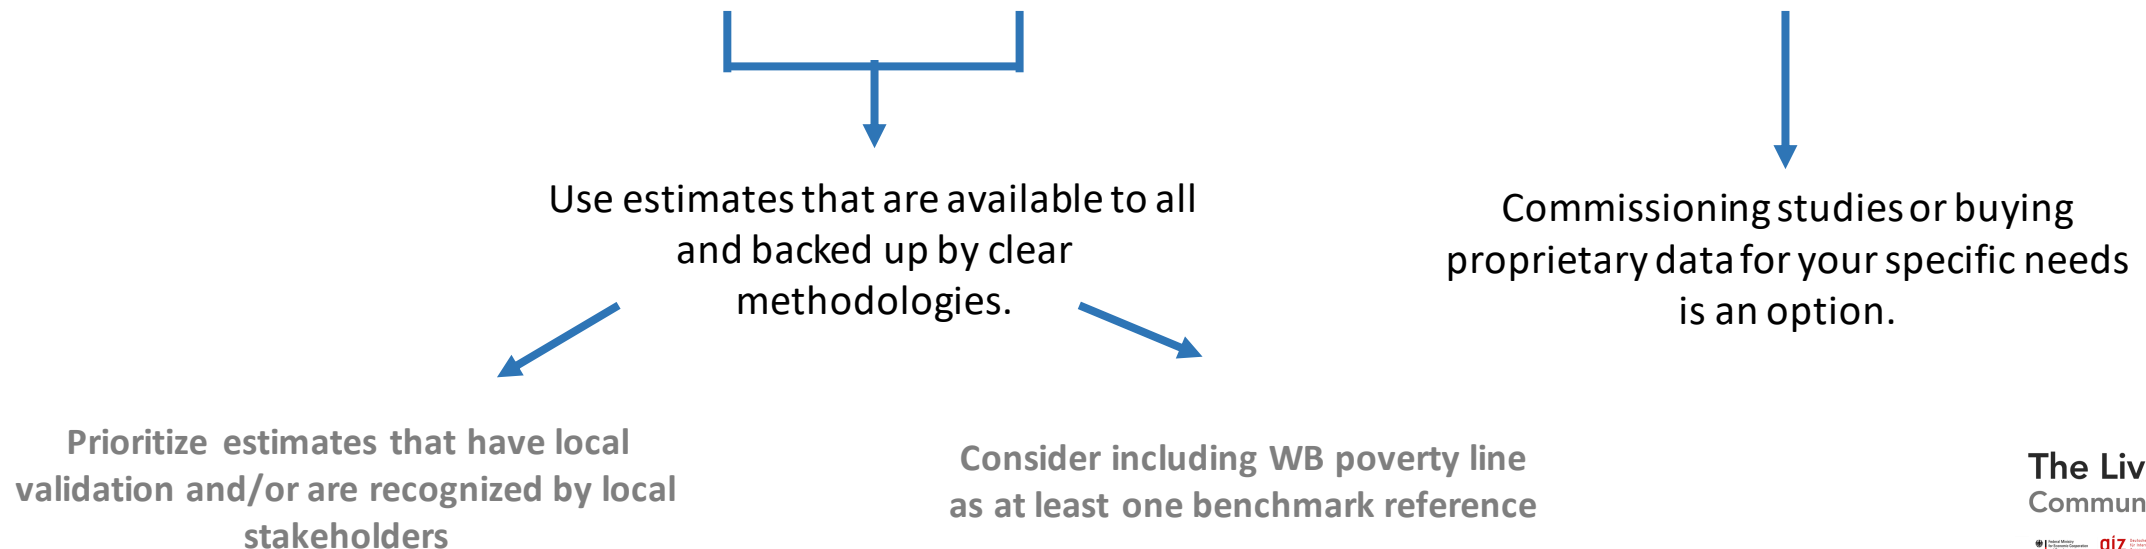 Use estimates that are available to all
and backed up by clear
methodologies.
Commissioning studies or buying
proprietary data for your specific needs
is an option.
Prioritize estimates that have local
validation and/or are recognized by local
stakeholders
Consider including WB poverty line
as at least one benchmark reference
The Liv
Commun
giz